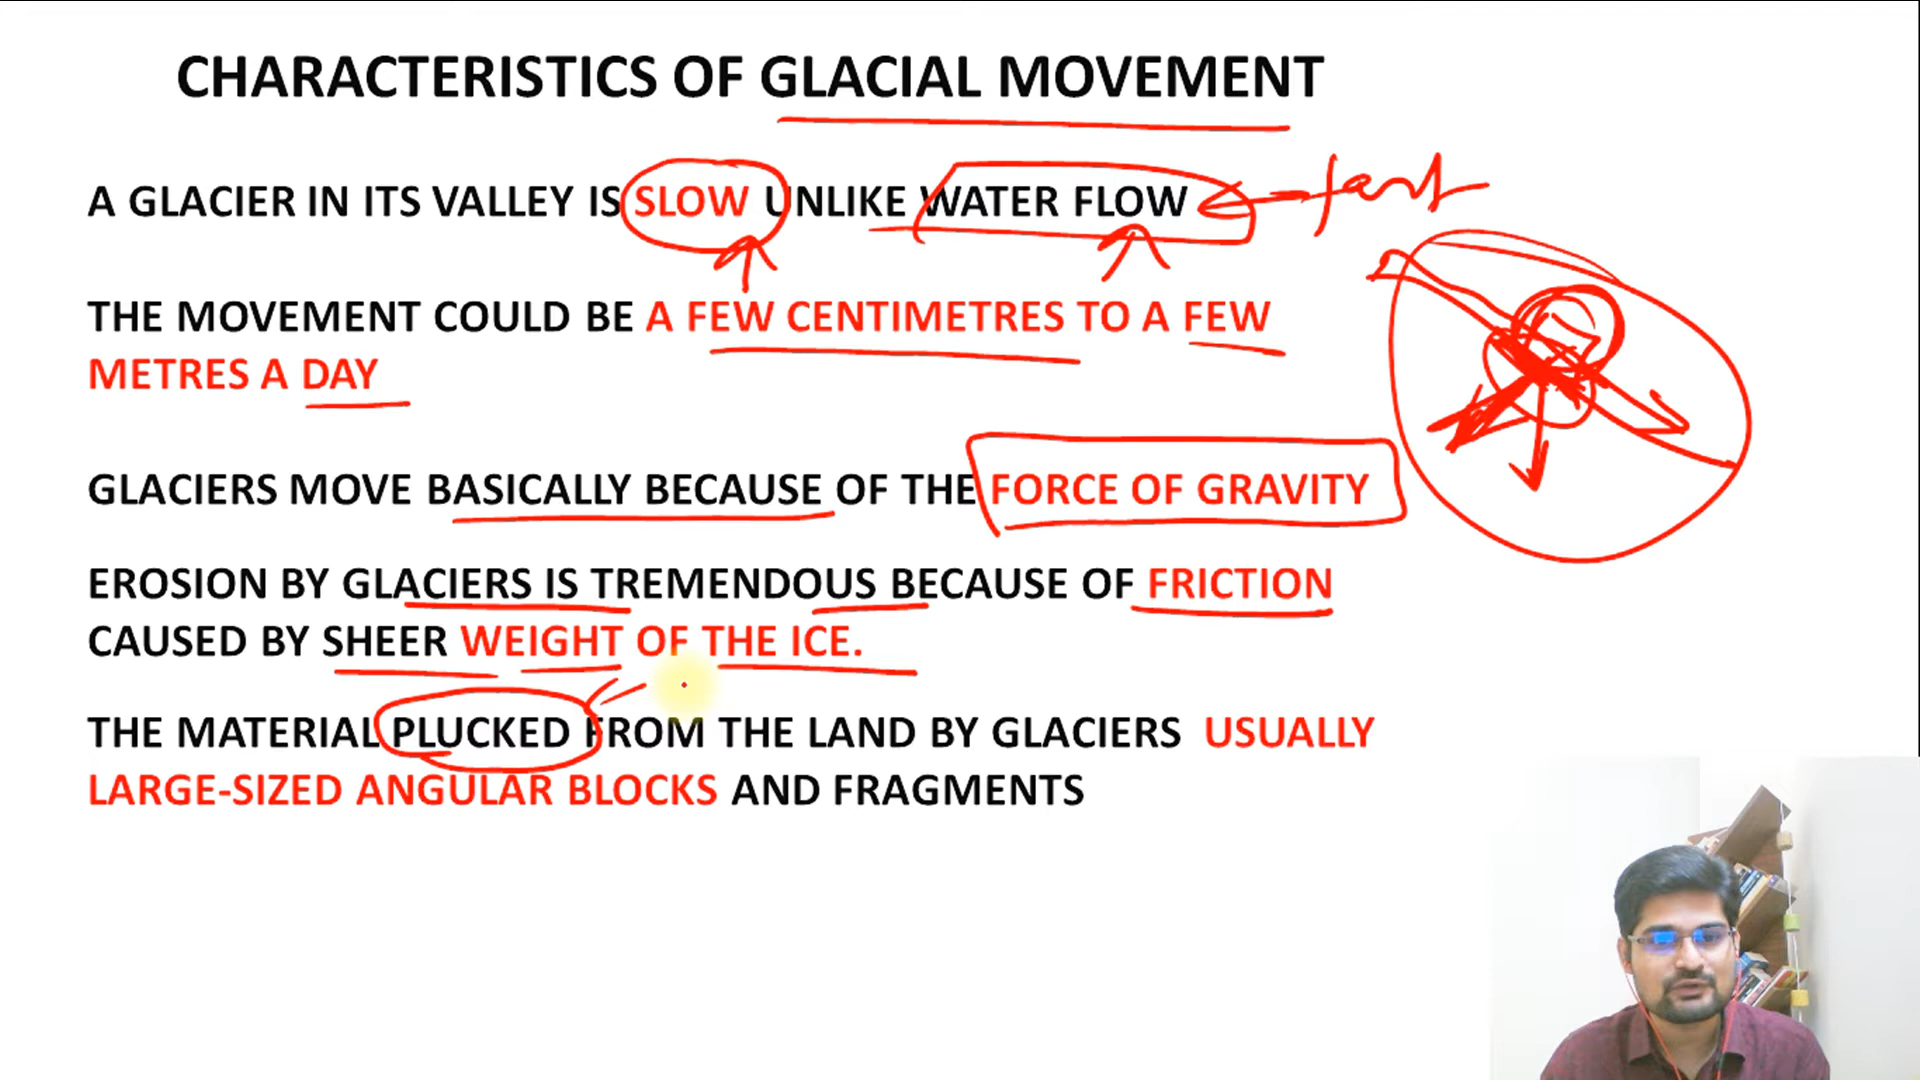 CHARACTERISTICS OF GLACIAL MOVEMENT
A GLACIER IN ITS VALLEY IS SLOW UNLIKE WATER FLOW fast
THE MOVEMENT COULD BE A FEW CENTIMETRES TO A FEW
METRES A DAY
GLACIERS MOVE BASICALLY BECAUSE OF THE FORCE OF GRAVITY
EROSION BY GLACIERS IS TREMENDOUS BECAUSE OF FRICTION
CAUSED BY SHEER WEIGHT OF THE ICE.
THE MATERIAL PLUCKED FROM THE LAND BY GLACIERS USUALLY
LARGE-SIZED ANGULAR BLOCKS AND FRAGMENTS